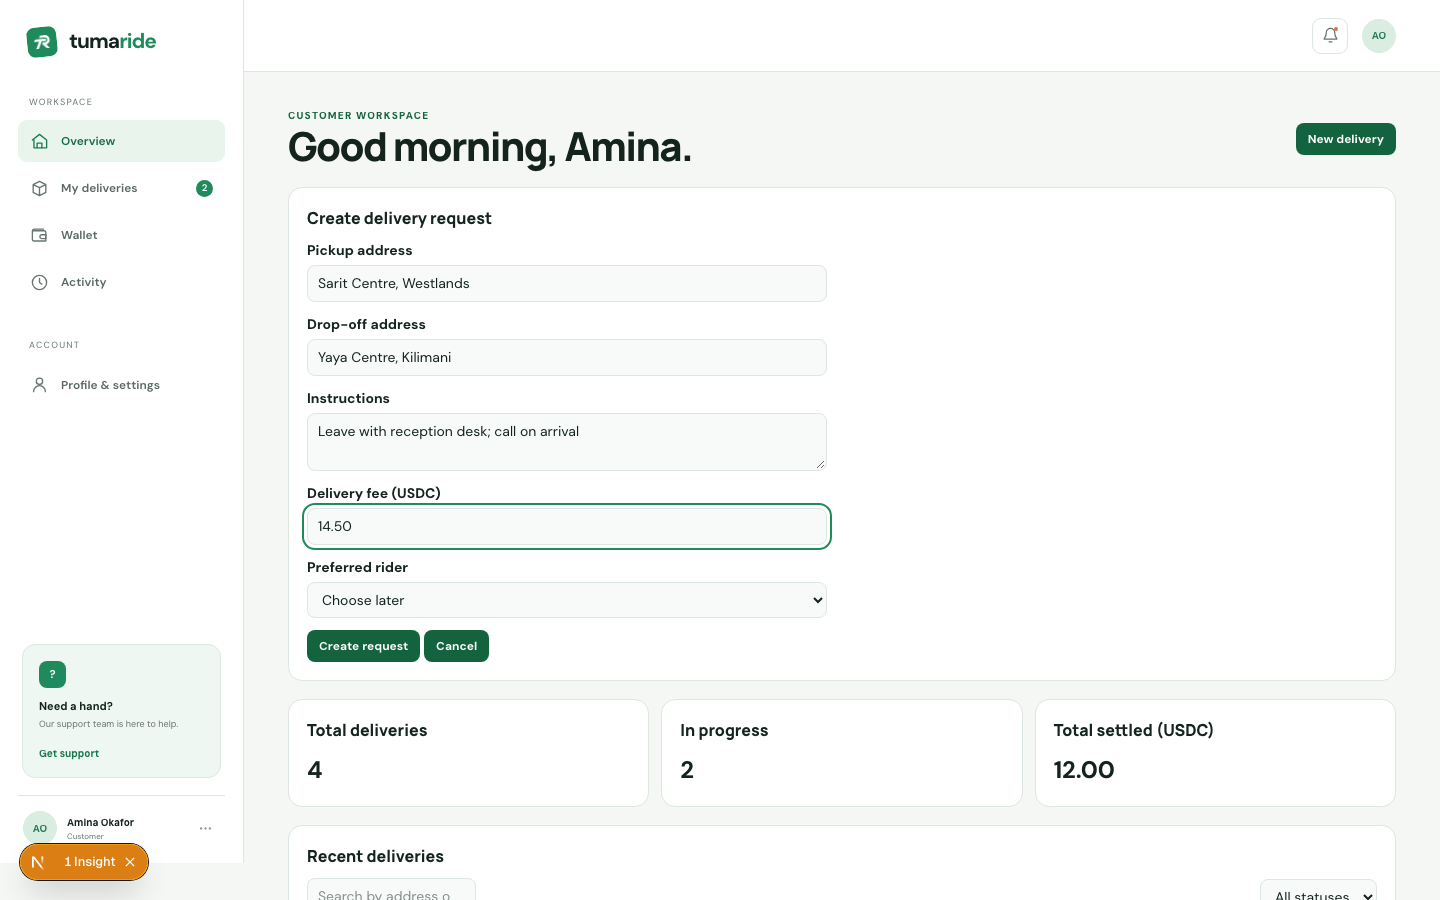 tumaride
AO
WORKSPACE
Overview
My deliveries 2
Wallet
Activity
ACCOUNT
Profile & settings
?
Need a hand?
Our support team is here to help.
Get support
AO
Amina Okafor
Customer
1 Insight
CUSTOMER WORKSPACE
Good morning, Amina.
New delivery
Create delivery request
Pickup address
Sarit Centre, Westlands
Drop-off address
Yaya Centre, Kilimani
Instructions
Leave with reception desk; call on arrival
Delivery fee (USDC)
14.50
Preferred rider
Choose later
Create request Cancel
Total deliveries
4
In progress
2
Total settled (USDC)
12.00
Recent deliveries
Search by address o
All statuses